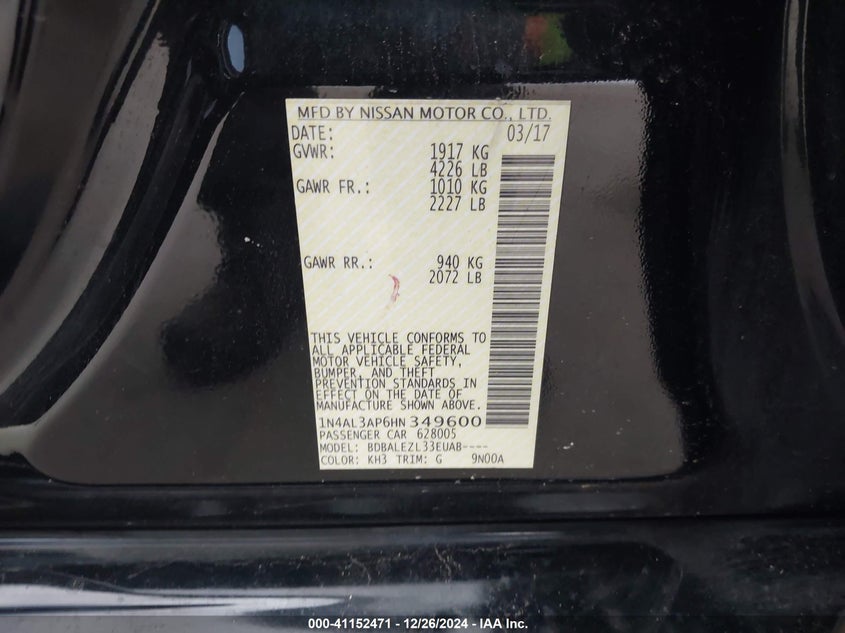 MFD BY NISSAN MOTOR CO., LTD.
DATE: 03/17
GVWR: 1917 KG
4226 LB
GAWR FR.: 1010 KG
2227 LB
GAWR RR.: 940 KG
2072 LB
THIS VEHICLE CONFORMS TO
ALL APPLICABLE FEDERAL
MOTOR VEHICLE SAFETY,
BUMPER, AND THEFT
PREVENTION STANDARDS IN
EFFECT ON THE DATE OF
MANUFACTURE SHOWN ABOVE.
1N4AL3AP6HN 349600
PASSENGER CAR 628005
MODEL: BDBALEZL33EUAB----
COLOR: KH3 TRIM: G 9N00A
000-41152471 - 12/26/2024 - IAA Inc.